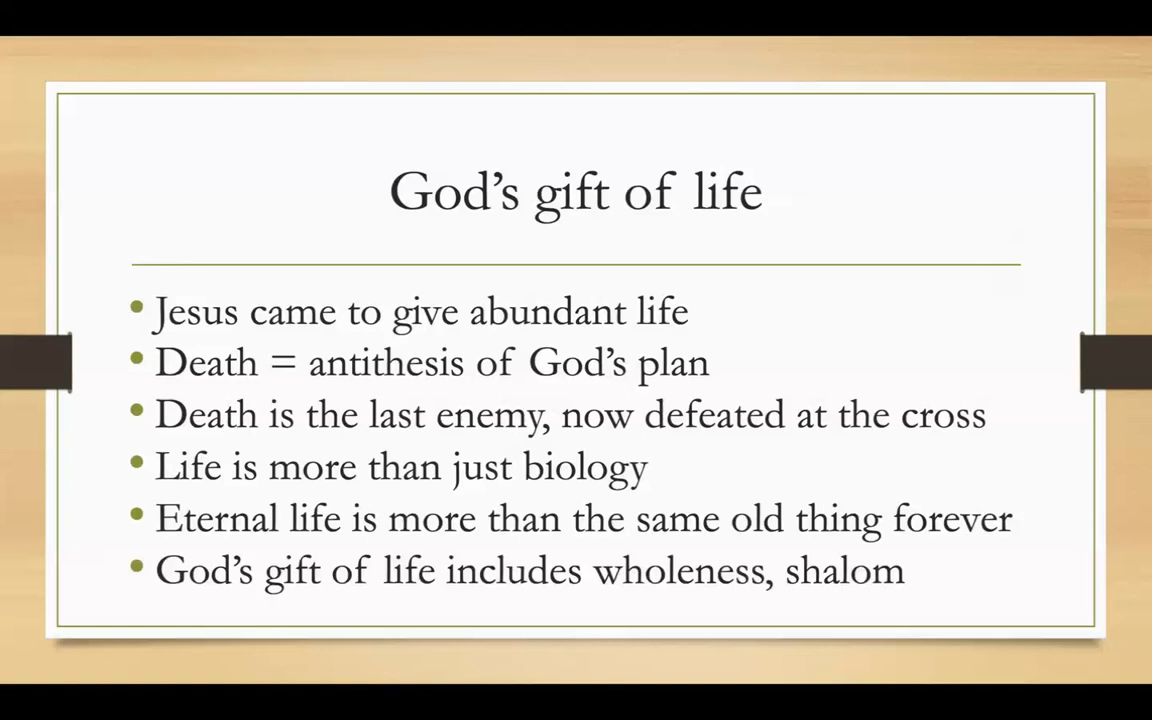 God’s gift of life
• Jesus came to give abundant life
• Death = antithesis of God’s plan
• Death is the last enemy, now defeated at the cross
• Life is more than just biology
• Eternal life is more than the same old thing forever
• God’s gift of life includes wholeness, shalom